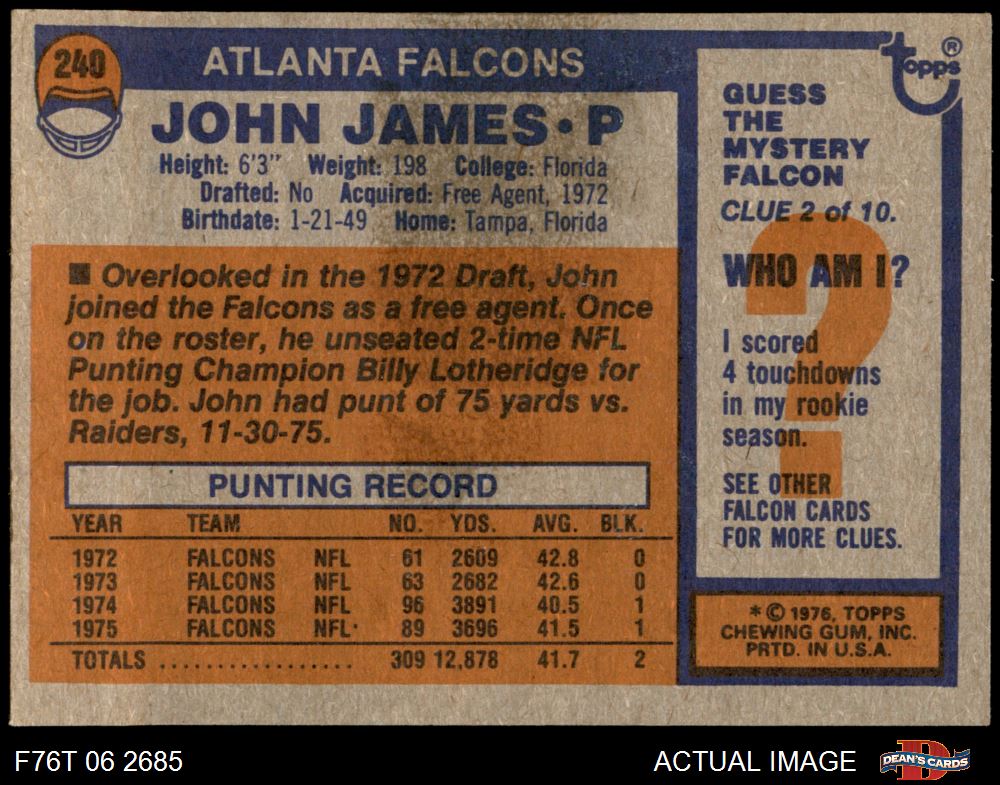 240
ATLANTA FALCONS
JOHN JAMES • P
Height: 6'3" Weight: 198 College: Florida
Drafted: No Acquired: Free Agent, 1972
Birthdate: 1-21-49 Home: Tampa, Florida
■ Overlooked in the 1972 Draft, John
joined the Falcons as a free agent. Once
on the roster, he unseated 2-time NFL
Punting Champion Billy Lotheridge for
the job. John had punt of 75 yards vs.
Raiders, 11-30-75.
PUNTING RECORD
YEAR TEAM NO. YDS. AVG. BLK.
1972 FALCONS NFL 61 2609 42.8 0
1973 FALCONS NFL 63 2682 42.6 0
1974 FALCONS NFL 96 3891 40.5 1
1975 FALCONS NFL 89 3696 41.5 1
TOTALS .................. 309 12,878 41.7 2
topps ®
GUESS
THE
MYSTERY
FALCON
CLUE 2 of 10.
WHO AM I?
?
I scored
4 touchdowns
in my rookie
season.
SEE OTHER
FALCON CARDS
FOR MORE CLUES.
* © 1976, TOPPS
CHEWING GUM, INC.
PRTD. IN U.S.A.
F76T 06 2685
ACTUAL IMAGE
D
DEAN'S CARDS